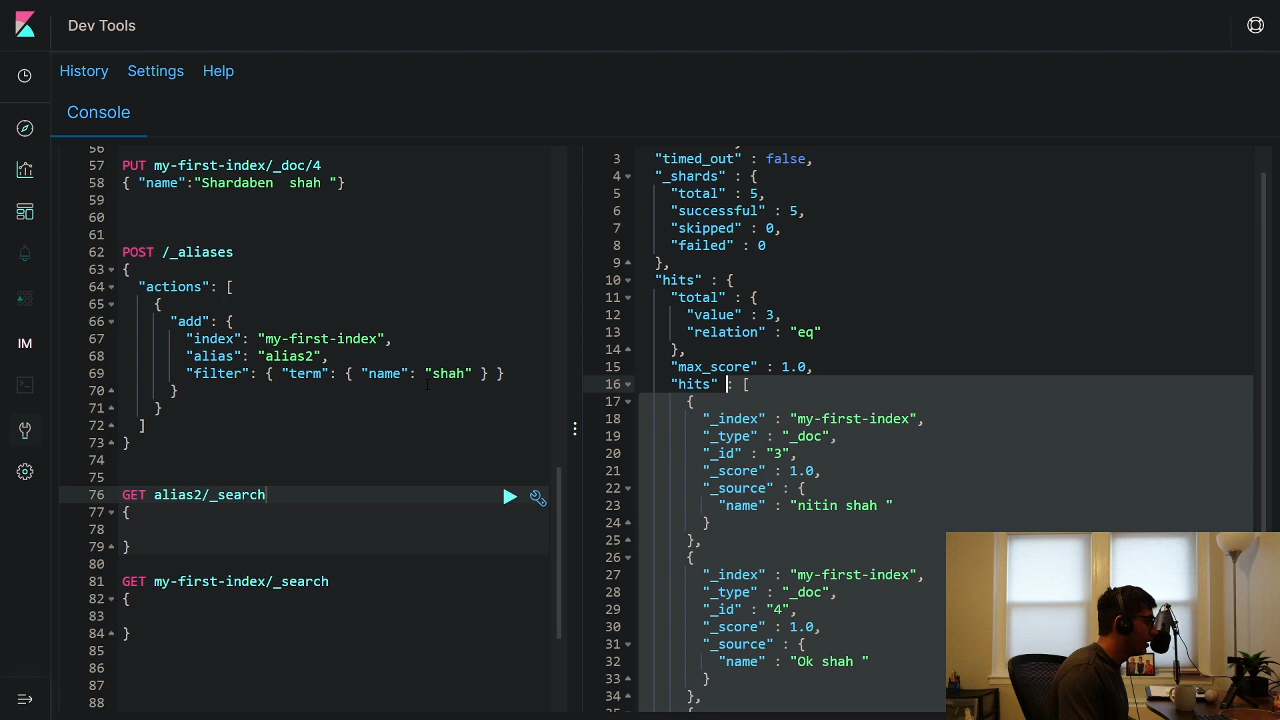 Dev Tools
History Settings Help
Console
56
57 PUT my-first-index/_doc/4
58 { "name":"Shardaben  shah "}
59
60
61
62 POST /_aliases
63 {
64 "actions": [
65 {
66 "add": {
67 "index": "my-first-index",
68 "alias": "alias2",
69 "filter": { "term": { "name": "shah" } }
70 }
71 }
72 ]
73 }
74
75
76 GET alias2/_search
77 {
78
79 }
80
81 GET my-first-index/_search
82 {
83
84 }
85
86
87
88
IM
3 "timed_out" : false,
4 "_shards" : {
5 "total" : 5,
6 "successful" : 5,
7 "skipped" : 0,
8 "failed" : 0
9 },
10 "hits" : {
11 "total" : {
12 "value" : 3,
13 "relation" : "eq"
14 },
15 "max_score" : 1.0,
16 "hits" : [
17 {
18 "_index" : "my-first-index",
19 "_type" : "_doc",
20 "_id" : "3",
21 "_score" : 1.0,
22 "_source" : {
23 "name" : "nitin shah "
24 }
25 },
26 {
27 "_index" : "my-first-index",
28 "_type" : "_doc",
29 "_id" : "4",
30 "_score" : 1.0,
31 "_source" : {
32 "name" : "Ok shah "
33 }
34 },